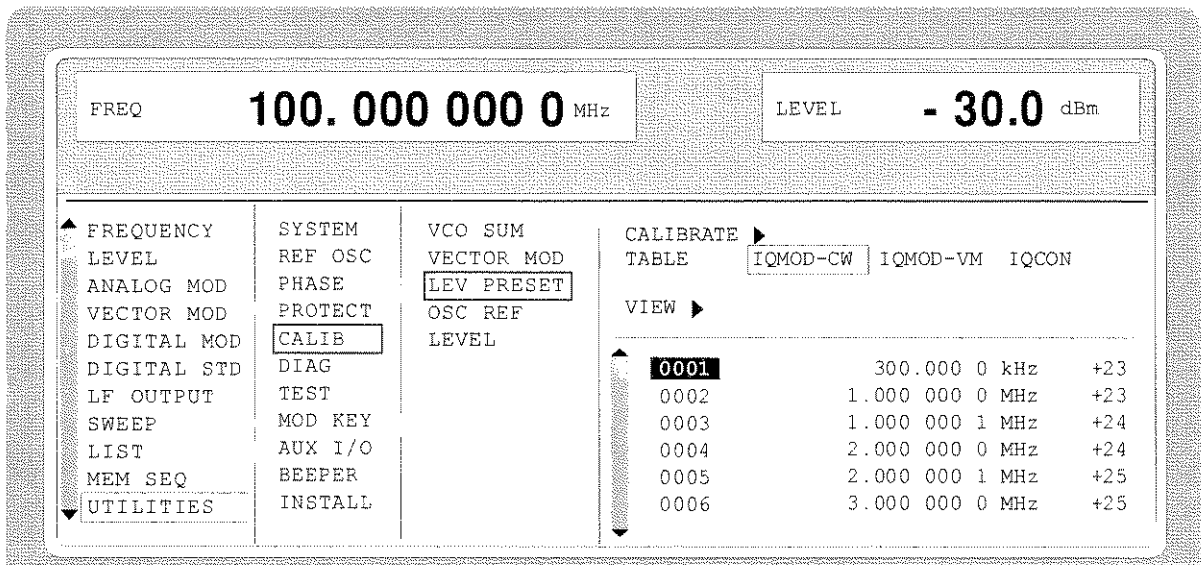 FREQ 100. 000 000 0 MHz
LEVEL - 30.0 dBm
FREQUENCY
LEVEL
ANALOG MOD
VECTOR MOD
DIGITAL MOD
DIGITAL STD
LF OUTPUT
SWEEP
LIST
MEM SEQ
UTILITIES
SYSTEM
REF OSC
PHASE
PROTECT
CALIB
DIAG
TEST
MOD KEY
AUX I/O
BEEPER
INSTALL
VCO SUM
VECTOR MOD
LEV PRESET
OSC REF
LEVEL
CALIBRATE
TABLE IQMOD-CW IQMOD-VM IQCON
VIEW
0001 300.000 0 kHz +23
0002 1.000 000 0 MHz +23
0003 1.000 000 1 MHz +24
0004 2.000 000 0 MHz +24
0005 2.000 000 1 MHz +25
0006 3.000 000 0 MHz +25